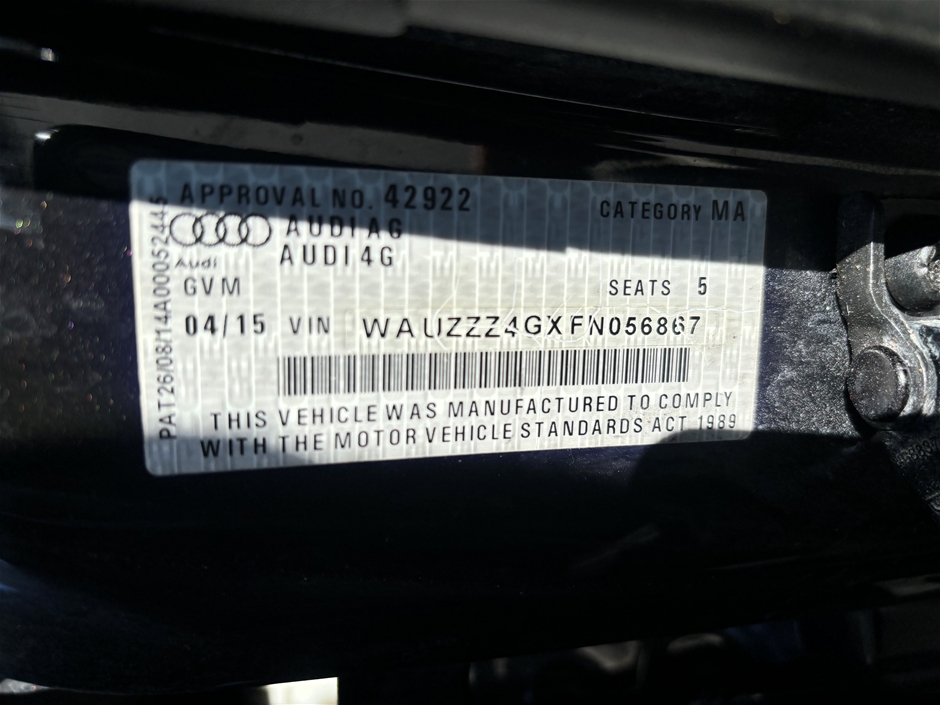 APPROVAL NO. 42922
CATEGORY MA
AUDI AG
Audi
AUDI 4G
GVM
SEATS 5
04/15 VIN WAUZZZ4GXFN056867
THIS VEHICLE WAS MANUFACTURED TO COMPLY
WITH THE MOTOR VEHICLE STANDARDS ACT 1989
PAT26/08/14A00052445